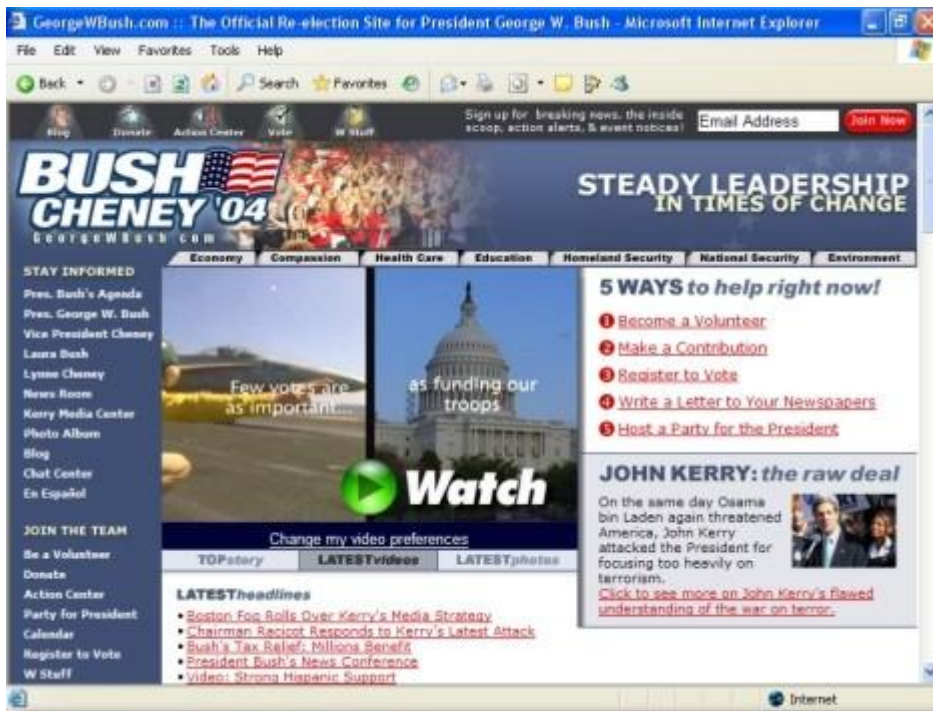 GeorgeWBush.com :: The Official Re-election Site for President George W. Bush - Microsoft Internet Explorer
File Edit View Favorites Tools Help
Back Search Favorites
Blog Donate Action Center Vote W Stuff
Sign up for breaking news, the inside
scoop, action alerts, & event notices!
Email Address
Join Now
BUSH
CHENEY '04
GeorgeWBush.com
STEADY LEADERSHIP
IN TIMES OF CHANGE
Economy Compassion Health Care Education Homeland Security National Security Environment
STAY INFORMED
Pres. Bush's Agenda
Pres. George W. Bush
Vice President Cheney
Laura Bush
Lynne Cheney
News Room
Kerry Media Center
Photo Album
Blog
Chat Center
En Español
JOIN THE TEAM
Be a Volunteer
Donate
Action Center
Party for President
Calendar
Register to Vote
W Stuff
Few votes are
as important...
as funding our
troops
Watch
Change my video preferences
TOPstory LATESTvideos LATESTphotos
LATESTheadlines
• Boston Fog Rolls Over Kerry's Media Strategy
• Chairman Racicot Responds to Kerry's Latest Attack
• Bush's Tax Relief: Millions Benefit
• President Bush's News Conference
• Video: Strong Hispanic Support
5 WAYS to help right now!
1 Become a Volunteer
2 Make a Contribution
3 Register to Vote
4 Write a Letter to Your Newspapers
5 Host a Party for the President
JOHN KERRY: the raw deal
On the same day Osama
bin Laden again threatened
America, John Kerry
attacked the President for
focusing too heavily on
terrorism.
Click to see more on John Kerry's flawed
understanding of the war on terror.
Internet